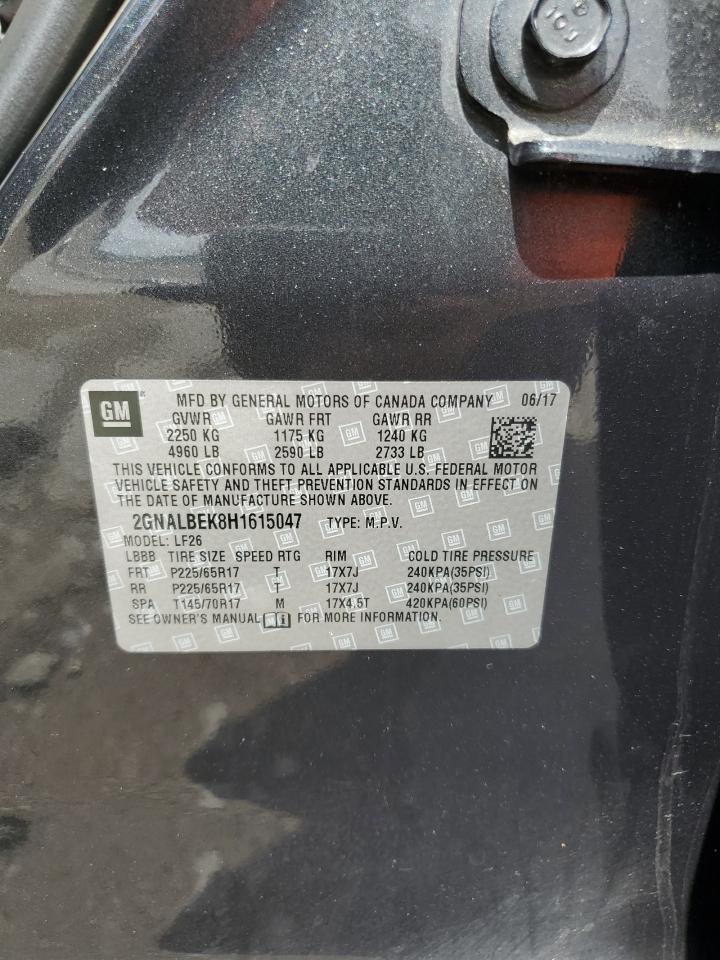 10.9
GM ® MFD BY GENERAL MOTORS OF CANADA COMPANY 06/17
GVWR GAWR FRT GAWR RR
2250 KG 1175 KG 1240 KG
4960 LB 2590 LB 2733 LB
THIS VEHICLE CONFORMS TO ALL APPLICABLE U.S. FEDERAL MOTOR
VEHICLE SAFETY AND THEFT PREVENTION STANDARDS IN EFFECT ON
THE DATE OF MANUFACTURE SHOWN ABOVE.
2GNALBEK8H1615047 TYPE: M.P.V.
MODEL: LF26
LBBB TIRE SIZE SPEED RTG RIM COLD TIRE PRESSURE
FRT P225/65R17 T 17X7J 240KPA(35PSI)
RR P225/65R17 T 17X7J 240KPA(35PSI)
SPA T145/70R17 M 17X4.5T 420KPA(60PSI)
SEE OWNER'S MANUAL FOR MORE INFORMATION.